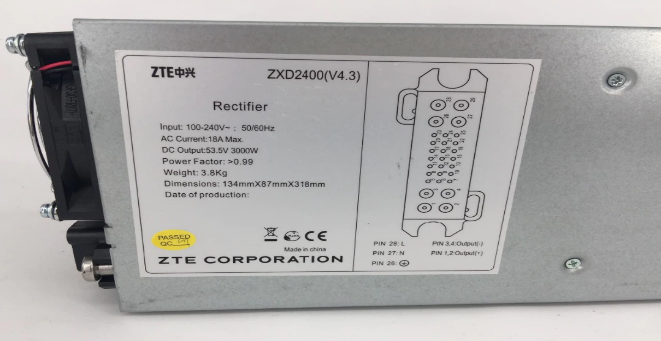 ZTE中兴 ZXD2400(V4.3)
Rectifier
Input: 100-240V~ ; 50/60Hz
AC Current:18A Max.
DC Output:53.5V 3000W
Power Factor: >0.99
Weight: 3.8Kg
Dimensions: 134mmX87mmX318mm
Date of production:
PASSED
QC
CE
Made in china
ZTE CORPORATION
PIN 28: L PIN 3,4:Output(-)
PIN 27: N PIN 1,2:Output(+)
PIN 26: